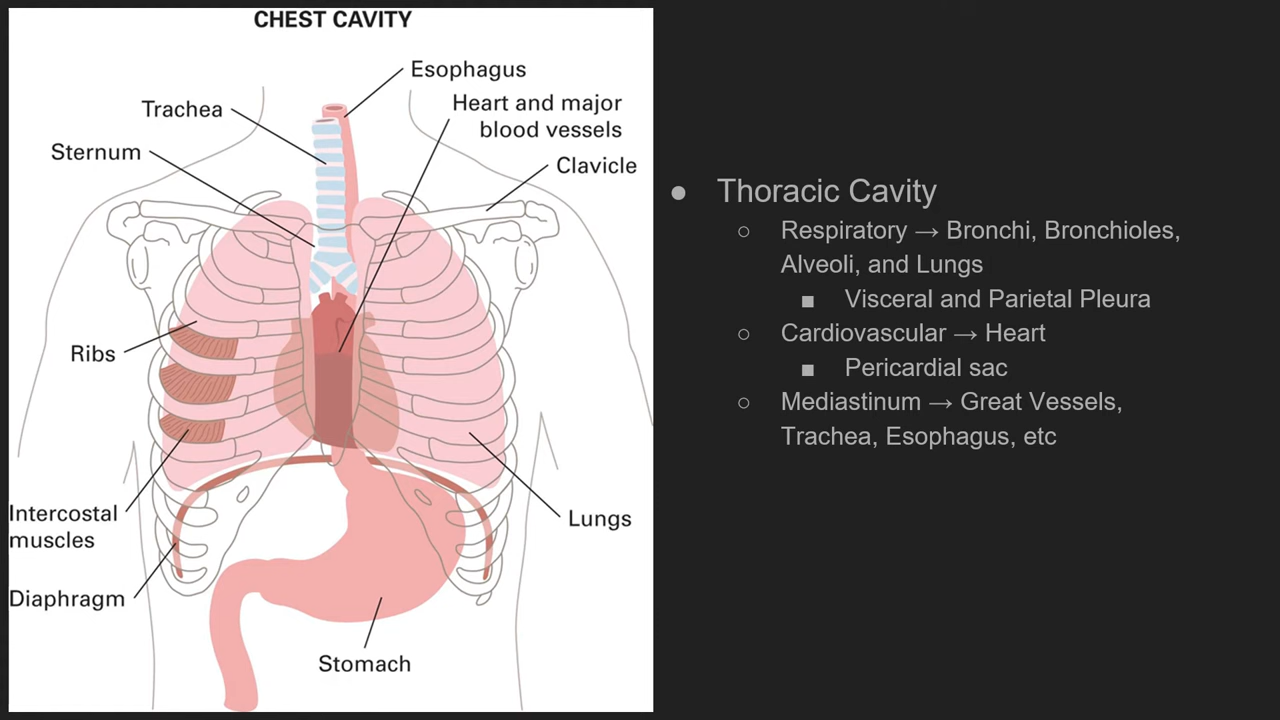 CHEST CAVITY
Esophagus
Trachea
Heart and major
blood vessels
Sternum
Clavicle
Ribs
Intercostal
muscles
Lungs
Diaphragm
Stomach
● Thoracic Cavity
○ Respiratory → Bronchi, Bronchioles,
Alveoli, and Lungs
■ Visceral and Parietal Pleura
○ Cardiovascular → Heart
■ Pericardial sac
○ Mediastinum → Great Vessels,
Trachea, Esophagus, etc